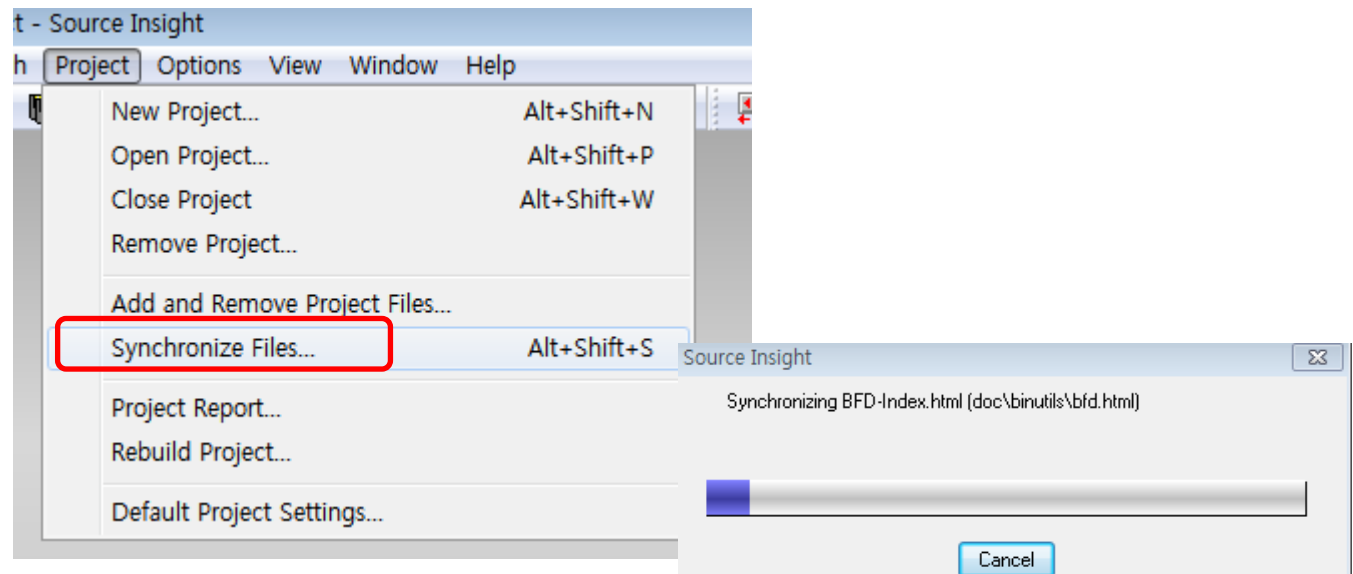 t - Source Insight
h Project Options View Window Help
New Project... Alt+Shift+N
Open Project... Alt+Shift+P
Close Project Alt+Shift+W
Remove Project...
Add and Remove Project Files...
Synchronize Files... Alt+Shift+S
Project Report...
Rebuild Project...
Default Project Settings...
Source Insight
Synchronizing BFD-Index.html (doc\binutils\bfd.html)
Cancel